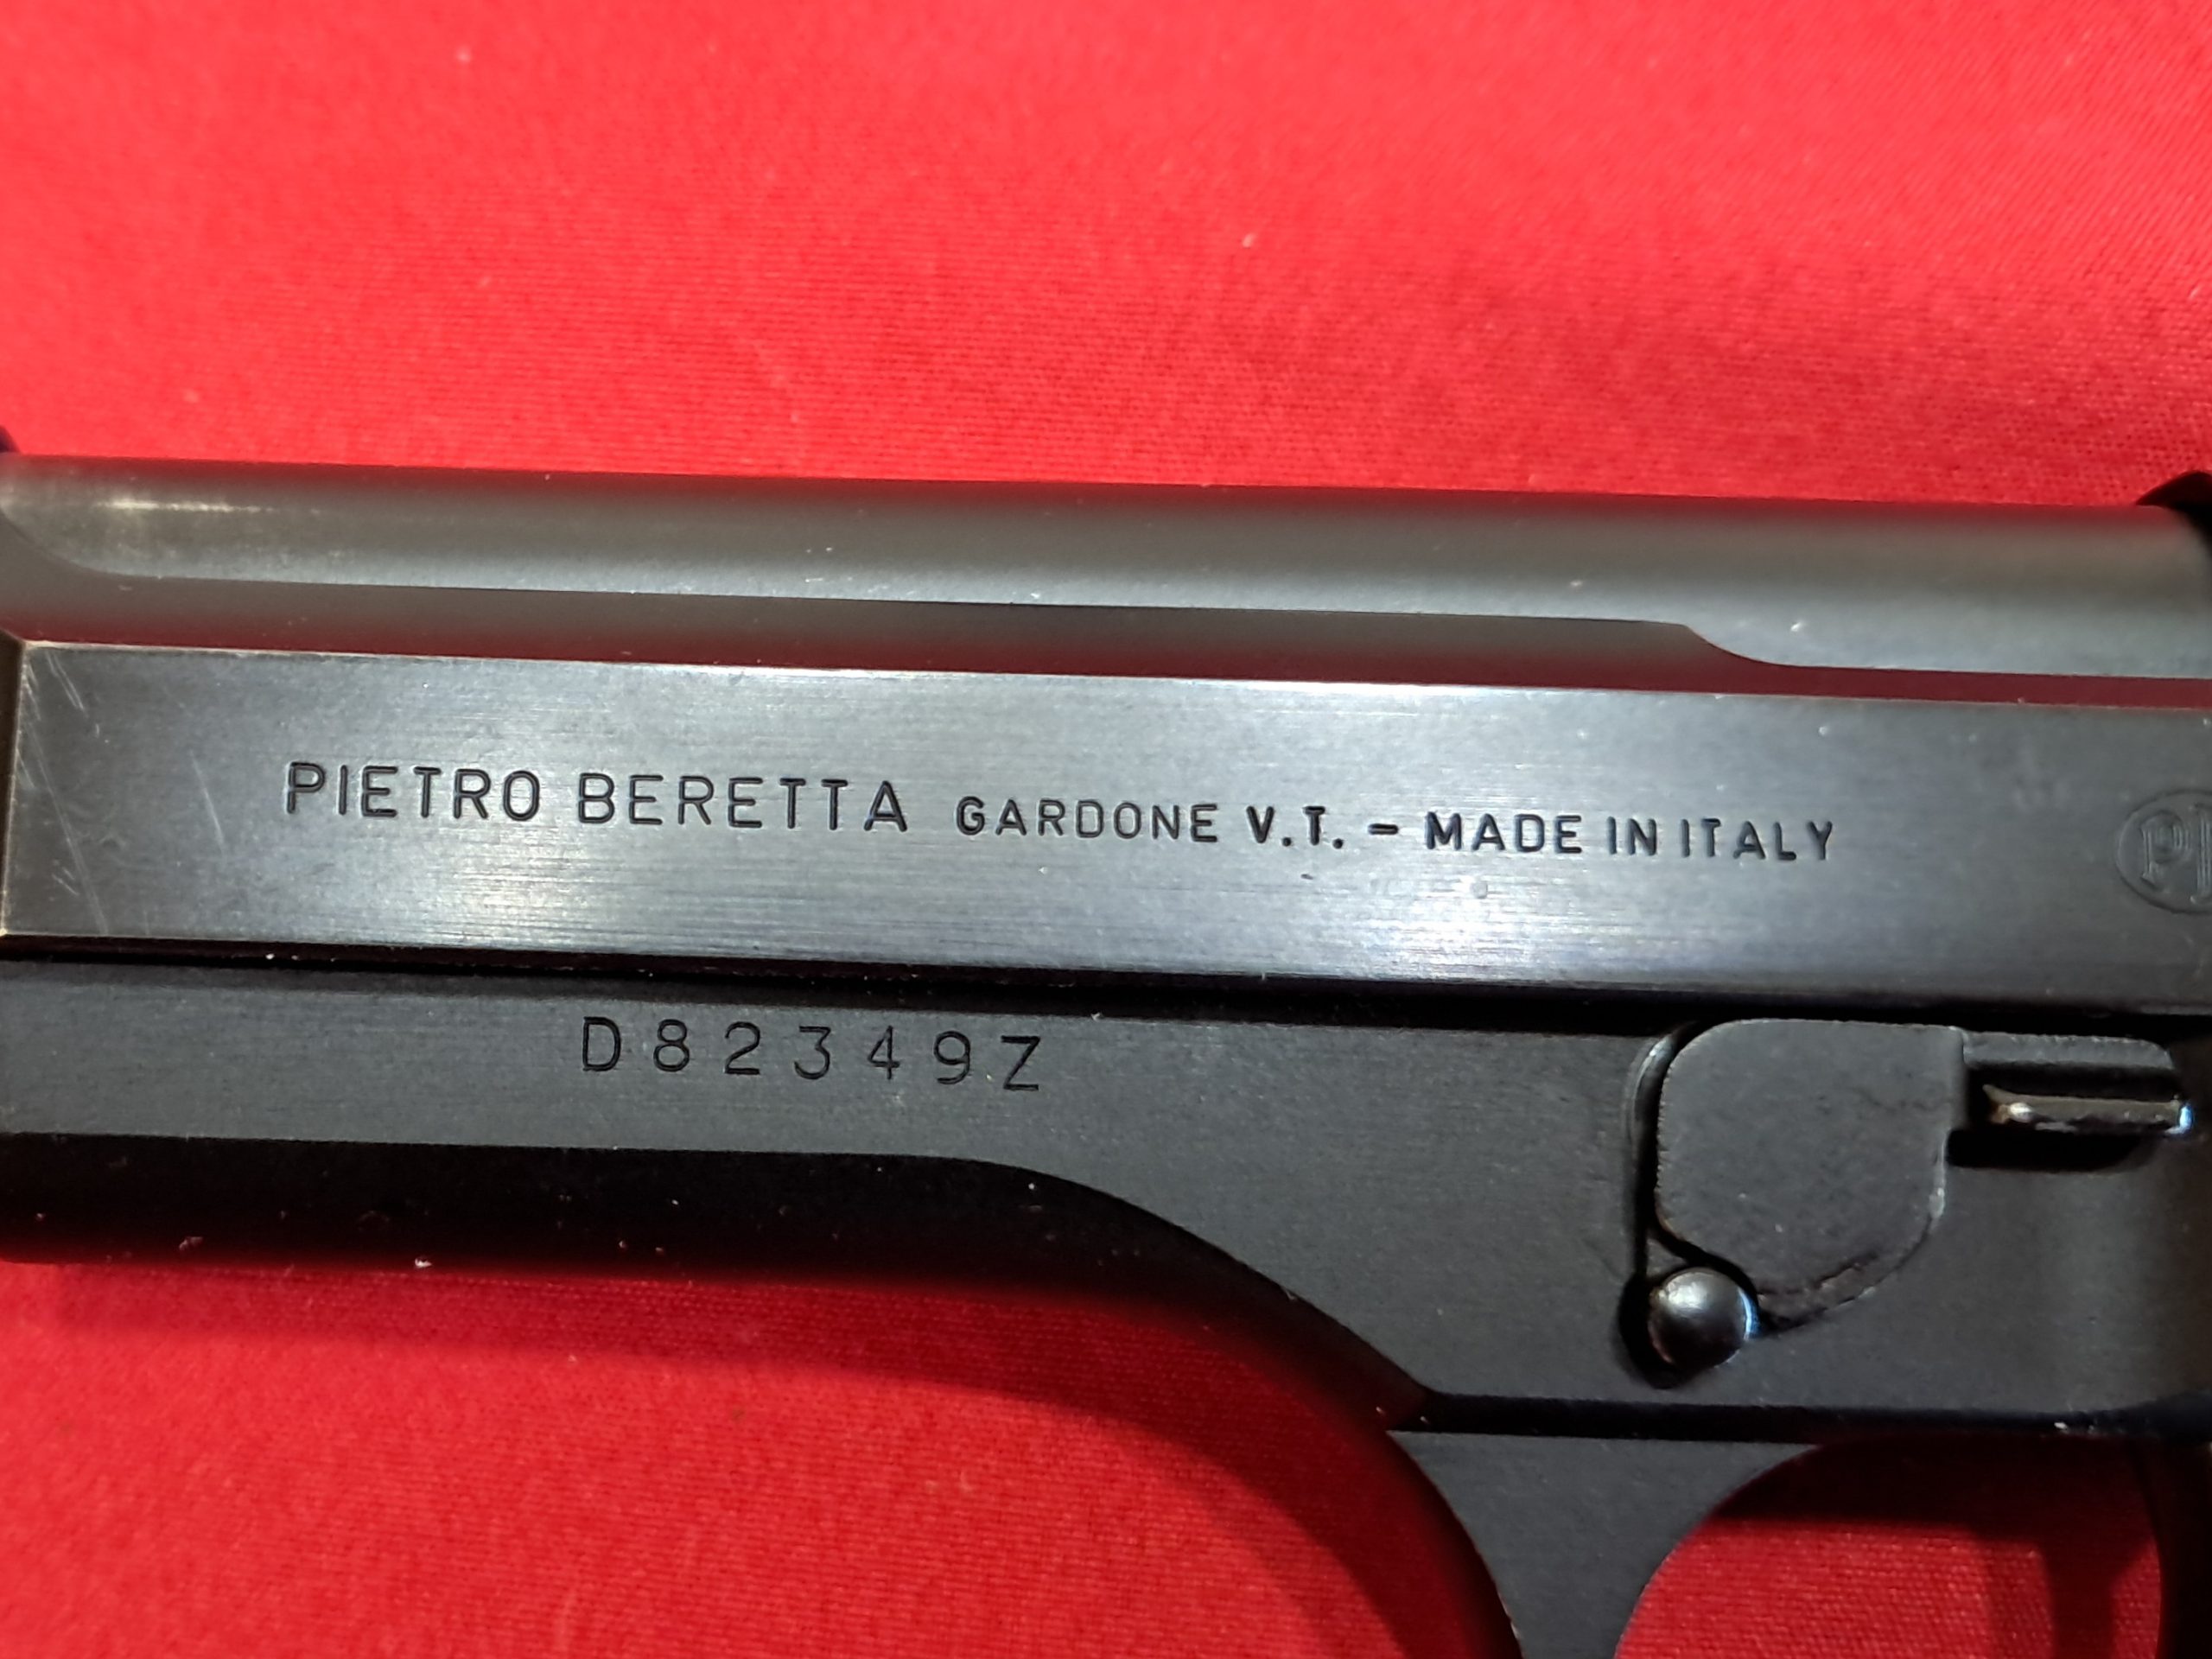 PIETRO BERETTA GARDONE V.T. - MADE IN ITALY
D82349Z